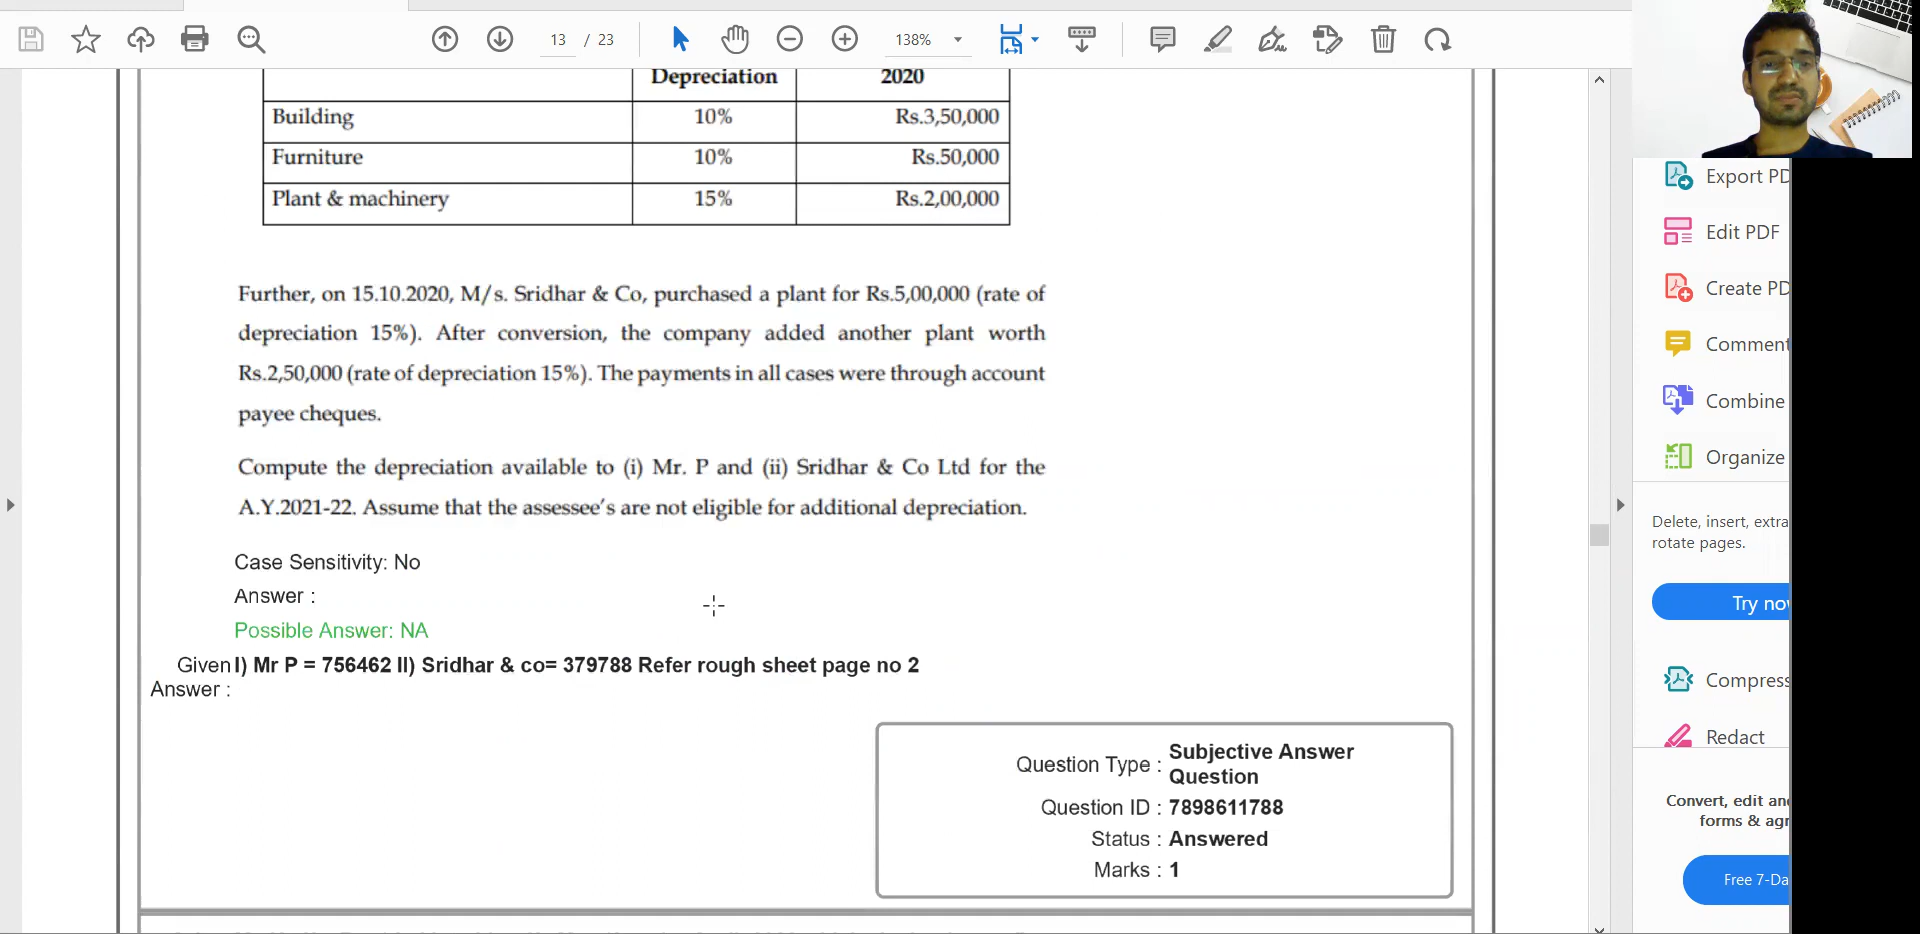 13 / 23
138%
Depreciation 2020
Building 10% Rs.3,50,000
Furniture 10% Rs.50,000
Plant & machinery 15% Rs.2,00,000
Further, on 15.10.2020, M/s. Sridhar & Co, purchased a plant for Rs.5,00,000 (rate of
depreciation 15%). After conversion, the company added another plant worth
Rs.2,50,000 (rate of depreciation 15%). The payments in all cases were through account
payee cheques.
Compute the depreciation available to (i) Mr. P and (ii) Sridhar & Co Ltd for the
A.Y.2021-22. Assume that the assessee's are not eligible for additional depreciation.
Case Sensitivity: No
Answer :
Possible Answer: NA
Given I) Mr P = 756462 II) Sridhar & co= 379788 Refer rough sheet page no 2
Answer :
Question Type : Subjective Answer
Question
Question ID : 7898611788
Status : Answered
Marks : 1
Export PD
Edit PDF
Create PD
Comment
Combine
Organize
Delete, insert, extra
rotate pages.
Try no
Compress
Redact
Convert, edit an
forms & agr
Free 7-Da